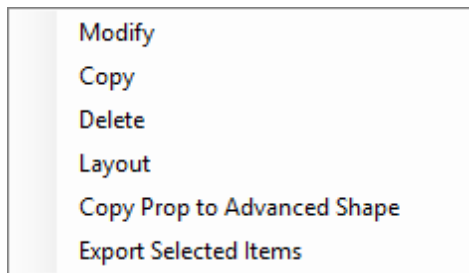 Modify
Copy
Delete
Layout
Copy Prop to Advanced Shape
Export Selected Items